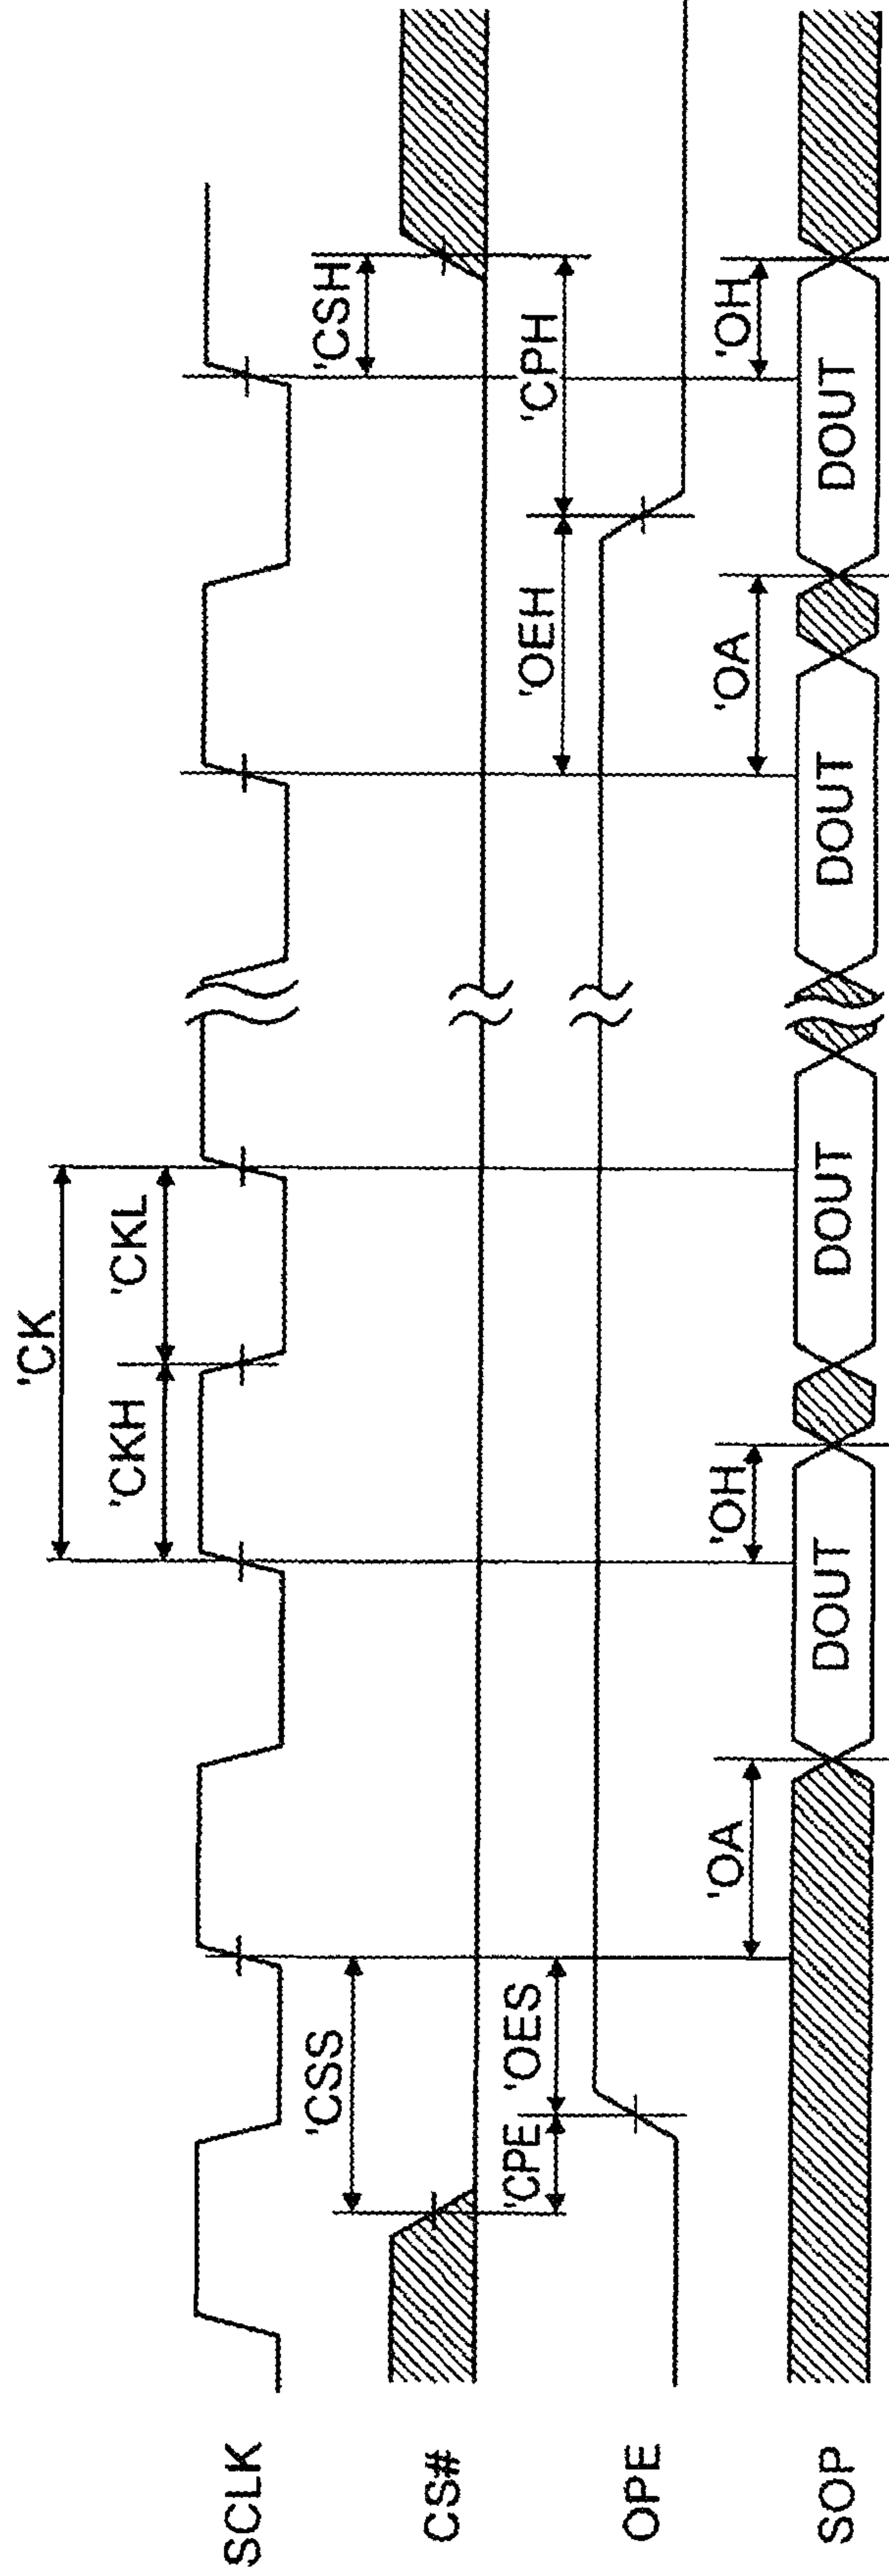 'CK
'CKH
'CKL
SCLK
'CSS
'CSH
CS#
'CPE
'OES
'OEH
'CPH
OPE
'OA
'OH
'OA
'OH
SOP
DOUT
DOUT
DOUT
DOUT